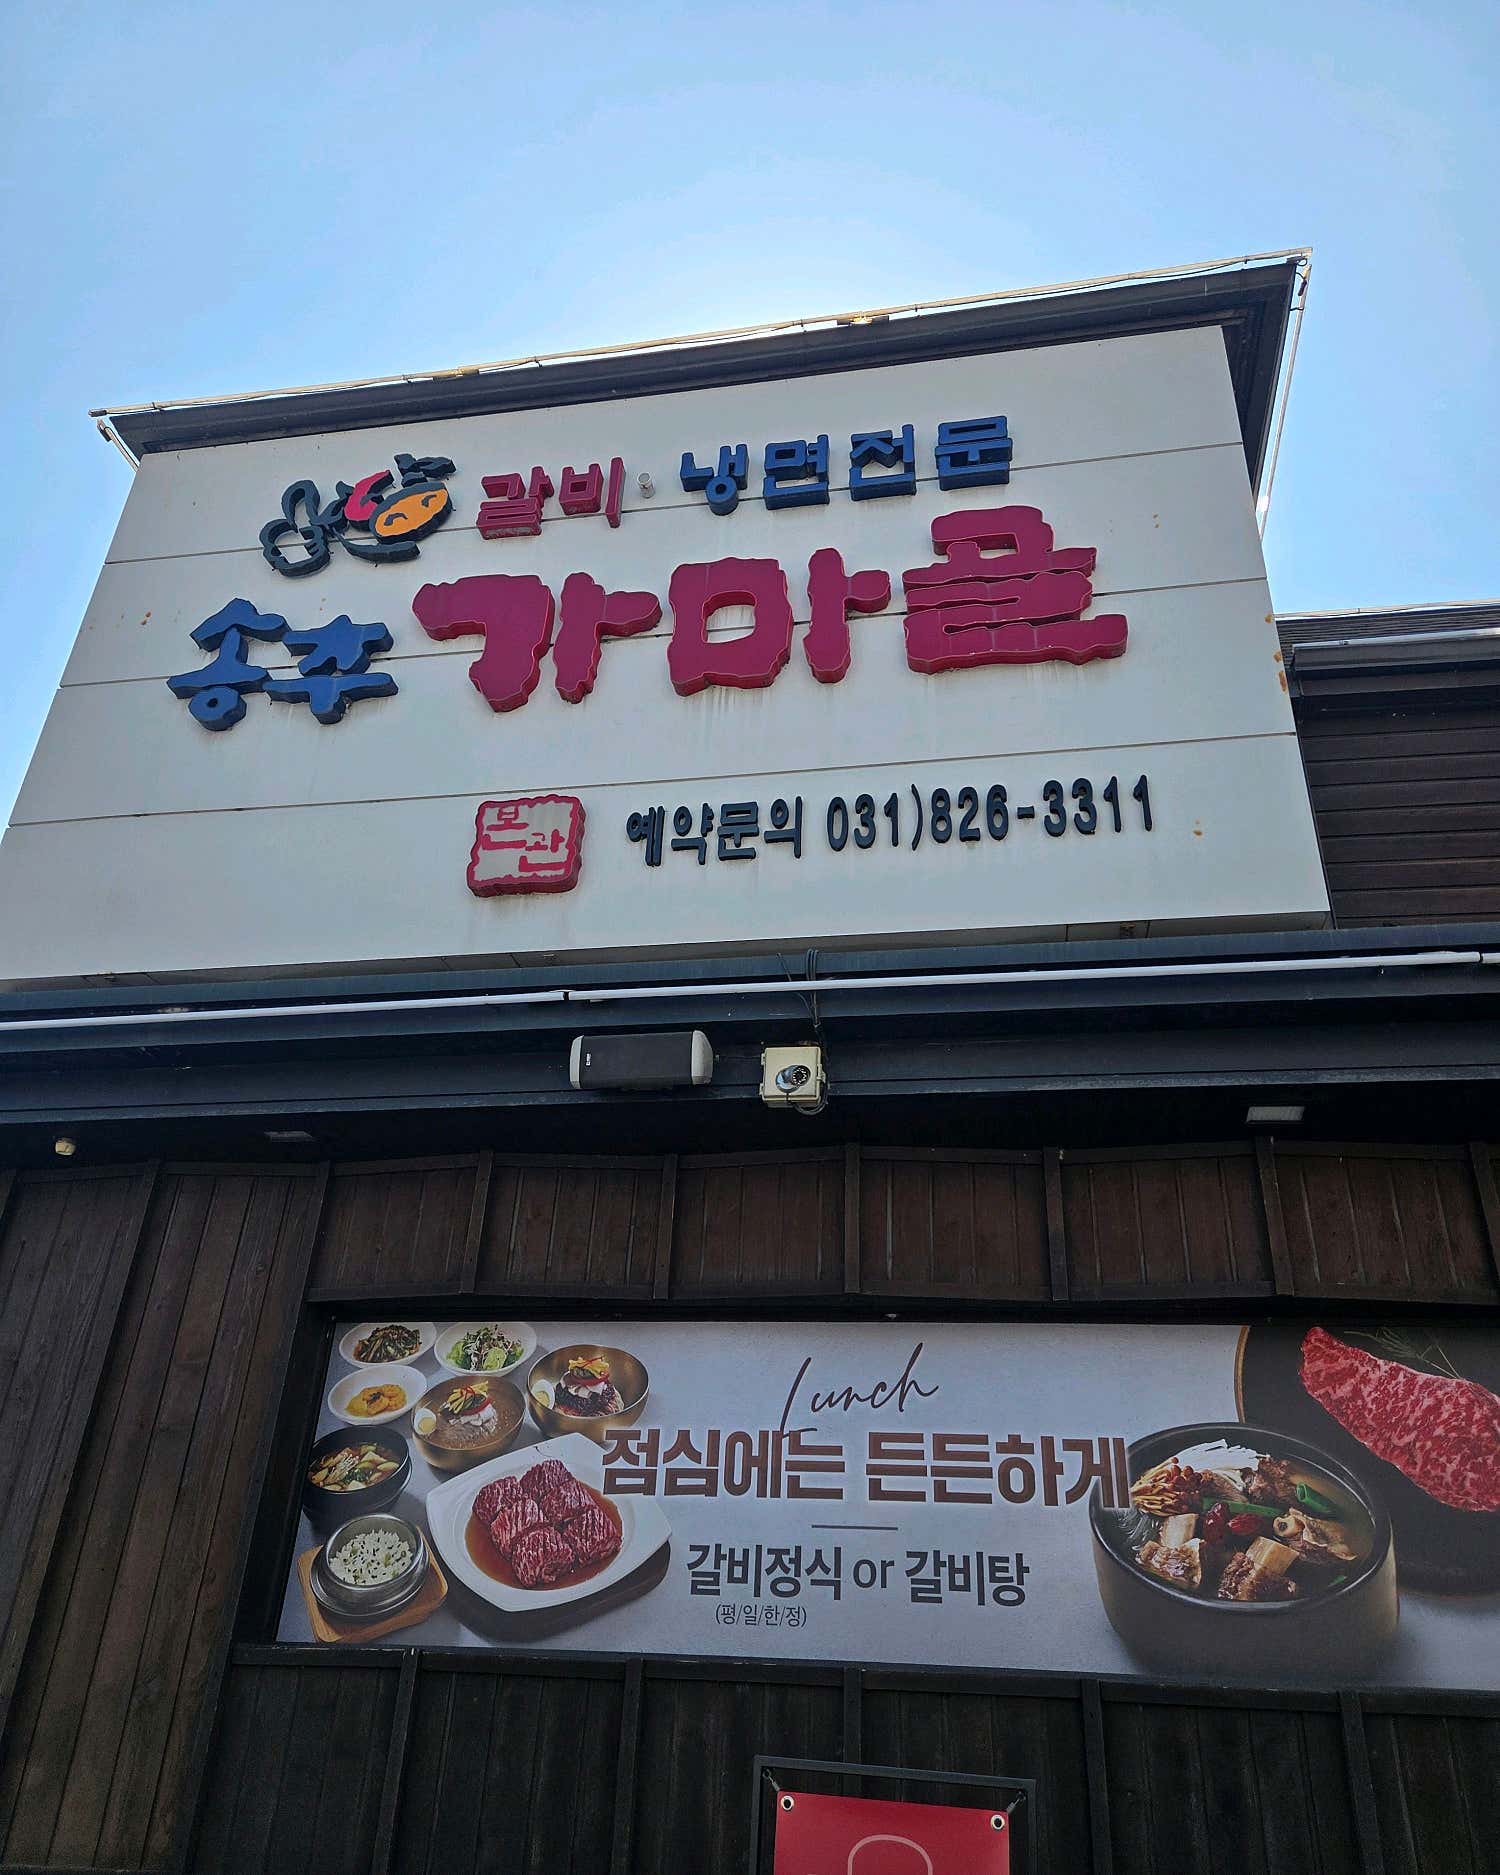 갈비·냉면전문
송추 가마골
본관
예약문의 031)826-3311
Lunch
점심에는 든든하게
갈비정식 or 갈비탕
(평/일/한/정)